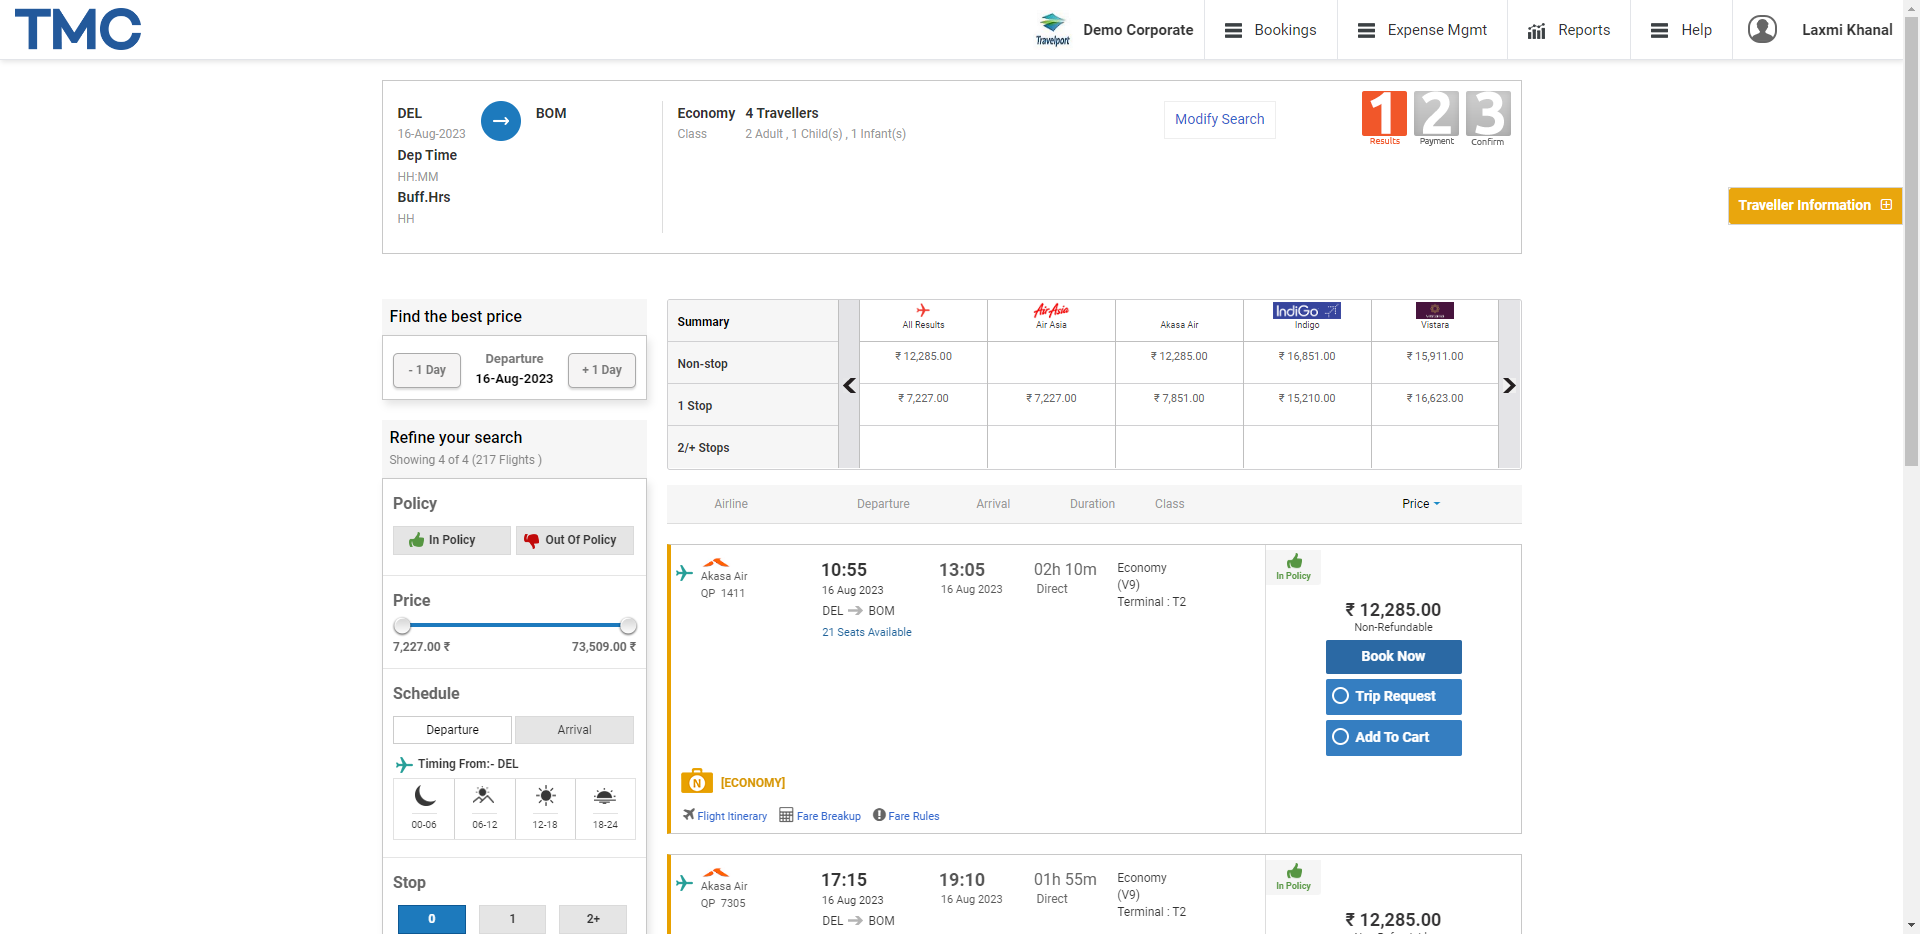 TMC
Travelport
Demo Corporate
Bookings
Expense Mgmt
Reports
Help
Laxmi Khanal
DEL
16-Aug-2023
BOM
Dep Time
HH:MM
Buff.Hrs
HH
Economy
Class
4 Travellers
2 Adult , 1 Child(s) , 1 Infant(s)
Modify Search
1
Results
2
Payment
3
Confirm
Traveller Information
Find the best price
- 1 Day
Departure
16-Aug-2023
+ 1 Day
Refine your search
Showing 4 of 4 (217 Flights )
Policy
In Policy
Out Of Policy
Price
7,227.00 ₹
73,509.00 ₹
Schedule
Departure
Arrival
Timing From:- DEL
00-06
06-12
12-18
18-24
Stop
0
1
2+
Summary
All Results
AirAsia
Air Asia
Akasa Air
IndiGo
Indigo
Vistara
Non-stop
₹ 12,285.00
₹ 12,285.00
₹ 16,851.00
₹ 15,911.00
1 Stop
₹ 7,227.00
₹ 7,227.00
₹ 7,851.00
₹ 15,210.00
₹ 16,623.00
2/+ Stops
Airline
Departure
Arrival
Duration
Class
Price
Akasa Air
QP 1411
10:55
16 Aug 2023
DEL BOM
21 Seats Available
13:05
16 Aug 2023
02h 10m
Direct
Economy
(V9)
Terminal : T2
In Policy
₹ 12,285.00
Non-Refundable
Book Now
Trip Request
Add To Cart
N
[ECONOMY]
Flight Itinerary
Fare Breakup
Fare Rules
Akasa Air
QP 7305
17:15
16 Aug 2023
DEL BOM
19:10
16 Aug 2023
01h 55m
Direct
Economy
(V9)
Terminal : T2
In Policy
₹ 12,285.00